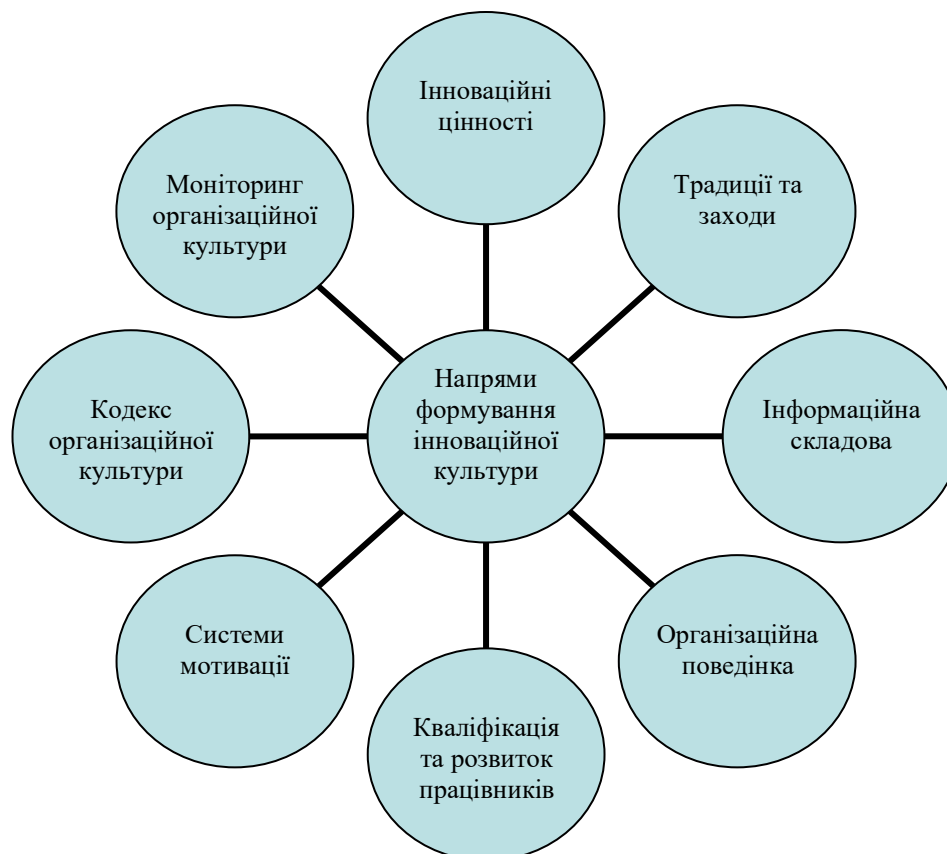 Інноваційні
цінності
Моніторинг
організаційної
культури
Традиції та
заходи
Кодекс
організаційної
культури
Напрями
формування
інноваційної
культури
Інформаційна
складова
Системи
мотивації
Організаційна
поведінка
Кваліфікація
та розвиток
працівників